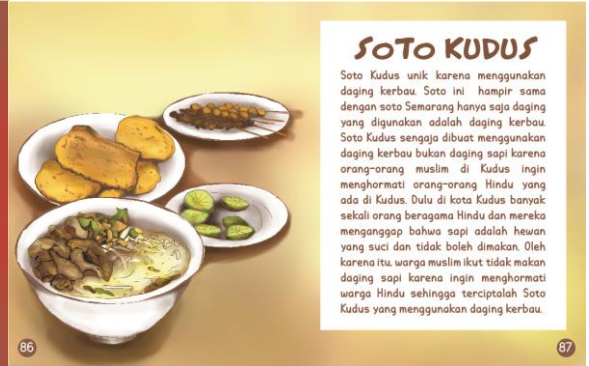 SOTO KUDUS
Soto Kudus unik karena menggunakan
daging kerbau. Soto ini hampir sama
dengan soto Semarang hanya saja daging
yang digunakan adalah daging kerbau.
Soto Kudus sengaja dibuat menggunakan
daging kerbau bukan daging sapi karena
orang-orang muslim di Kudus ingin
menghormati orang-orang Hindu yang
ada di Kudus. Dulu di kota Kudus banyak
sekali orang beragama Hindu dan mereka
menganggap bahwa sapi adalah hewan
yang suci dan tidak boleh dimakan. Oleh
karena itu, warga muslim ikut tidak makan
daging sapi karena ingin menghormati
warga Hindu sehingga terciptalah Soto
Kudus yang menggunakan daging kerbau.
86
87